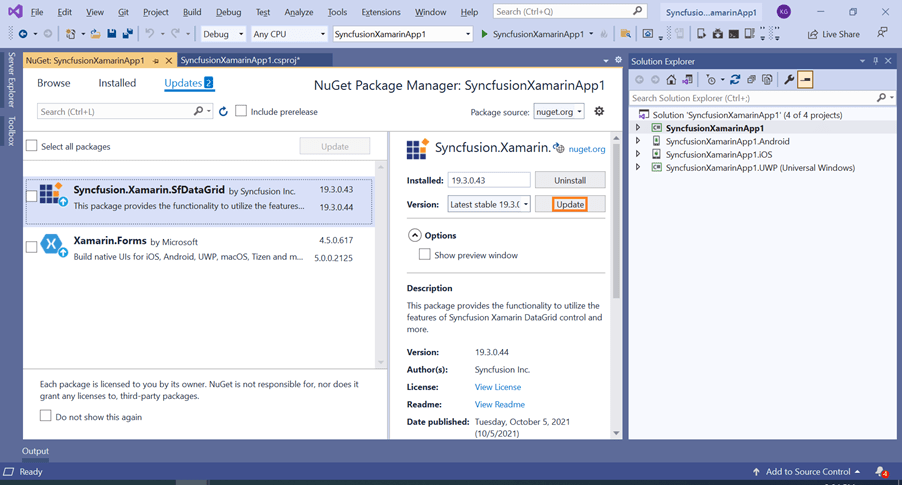 File Edit View Git Project Build Debug Test Analyze Tools Extensions Window Help Search (Ctrl+Q) Syncfusio...amarinApp1 KG
Debug Any CPU SyncfusionXamarinApp1 SyncfusionXamarinApp1 Live Share
Server Explorer
Toolbox
NuGet: SyncfusionXamarinApp1 SyncfusionXamarinApp1.csproj*
Browse Installed Updates 2
NuGet Package Manager: SyncfusionXamarinApp1
Search (Ctrl+L) Include prerelease Package source: nuget.org
Select all packages Update
Syncfusion.Xamarin.SfDataGrid by Syncfusion Inc. 19.3.0.43
This package provides the functionality to utilize the features... 19.3.0.44
Xamarin.Forms by Microsoft 4.5.0.617
Build native UIs for iOS, Android, UWP, macOS, Tizen and m... 5.0.0.2125
Each package is licensed to you by its owner. NuGet is not responsible for, nor does it
grant any licenses to, third-party packages.
Do not show this again
Syncfusion.Xamarin. nuget.org
Installed: 19.3.0.43 Uninstall
Version: Latest stable 19.3.( Update
Options
Show preview window
Description
This package provides the functionality to utilize the
features of Syncfusion Xamarin DataGrid control and
more.
Version: 19.3.0.44
Author(s): Syncfusion Inc.
License: View License
Readme: View Readme
Date published: Tuesday, October 5, 2021
(10/5/2021)
Solution Explorer
Search Solution Explorer (Ctrl+;)
Solution 'SyncfusionXamarinApp1' (4 of 4 projects)
C# SyncfusionXamarinApp1
SyncfusionXamarinApp1.Android
SyncfusionXamarinApp1.iOS
C# SyncfusionXamarinApp1.UWP (Universal Windows)
Output
Ready Add to Source Control 4